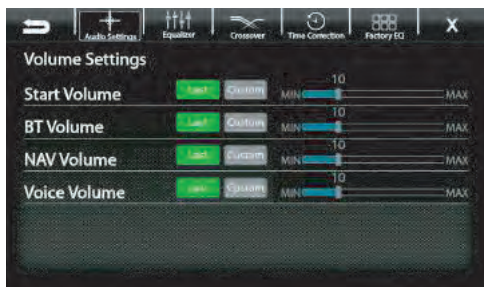 Audio Settings Equalizer Crossover Time Correction Factory EQ X
Volume Settings
10
Start Volume Last Custom MIN MAX
10
BT Volume Last Custom MIN MAX
10
NAV Volume Last Custom MIN MAX
10
Voice Volume Last Custom MIN MAX